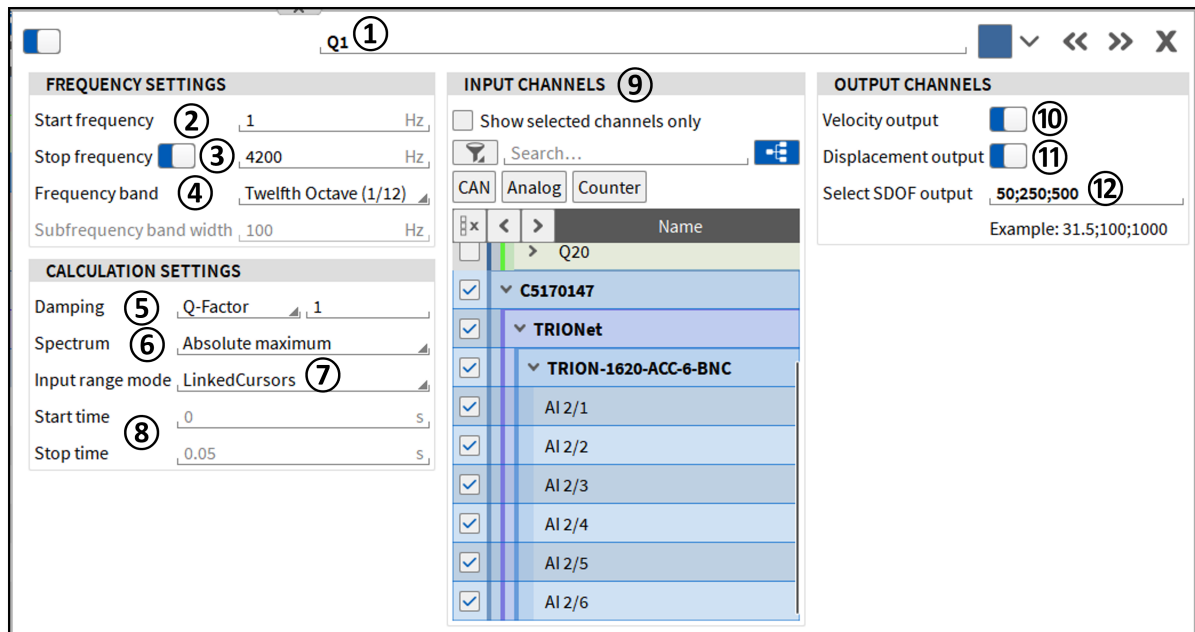 Q1 ①
FREQUENCY SETTINGS
Start frequency ② 1 Hz
Stop frequency ③ 4200 Hz
Frequency band ④ Twelfth Octave (1/12)
Subfrequency band width 100 Hz
CALCULATION SETTINGS
Damping ⑤ Q-Factor 1
Spectrum ⑥ Absolute maximum
Input range mode LinkedCursors ⑦
Start time 0 s
⑧
Stop time 0.05 s
INPUT CHANNELS ⑨
Show selected channels only
Search...
CAN Analog Counter
Name
Q20
C5170147
TRIONet
TRION-1620-ACC-6-BNC
AI 2/1
AI 2/2
AI 2/3
AI 2/4
AI 2/5
AI 2/6
OUTPUT CHANNELS
Velocity output ⑩
Displacement output ⑪
Select SDOF output 50;250;500 ⑫
Example: 31.5;100;1000